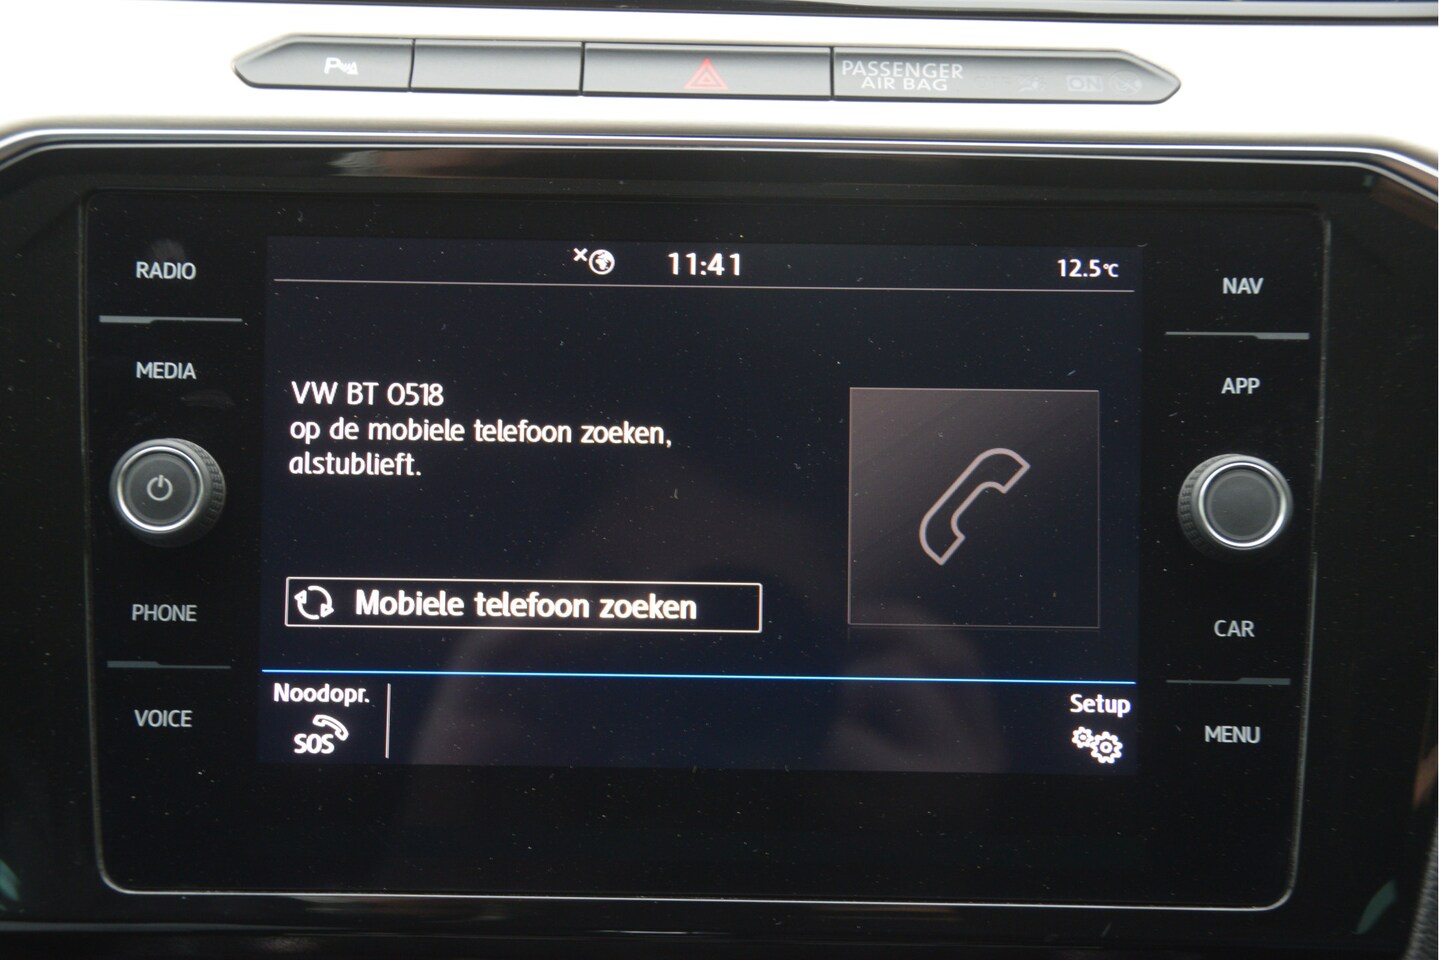 P
PASSENGER
AIR BAG
ON
11:41
12.5°C
RADIO
MEDIA
PHONE
VOICE
VW BT 0518
op de mobiele telefoon zoeken,
alstublieft.
Mobiele telefoon zoeken
Noodopr.
SOS
Setup
NAV
APP
CAR
MENU